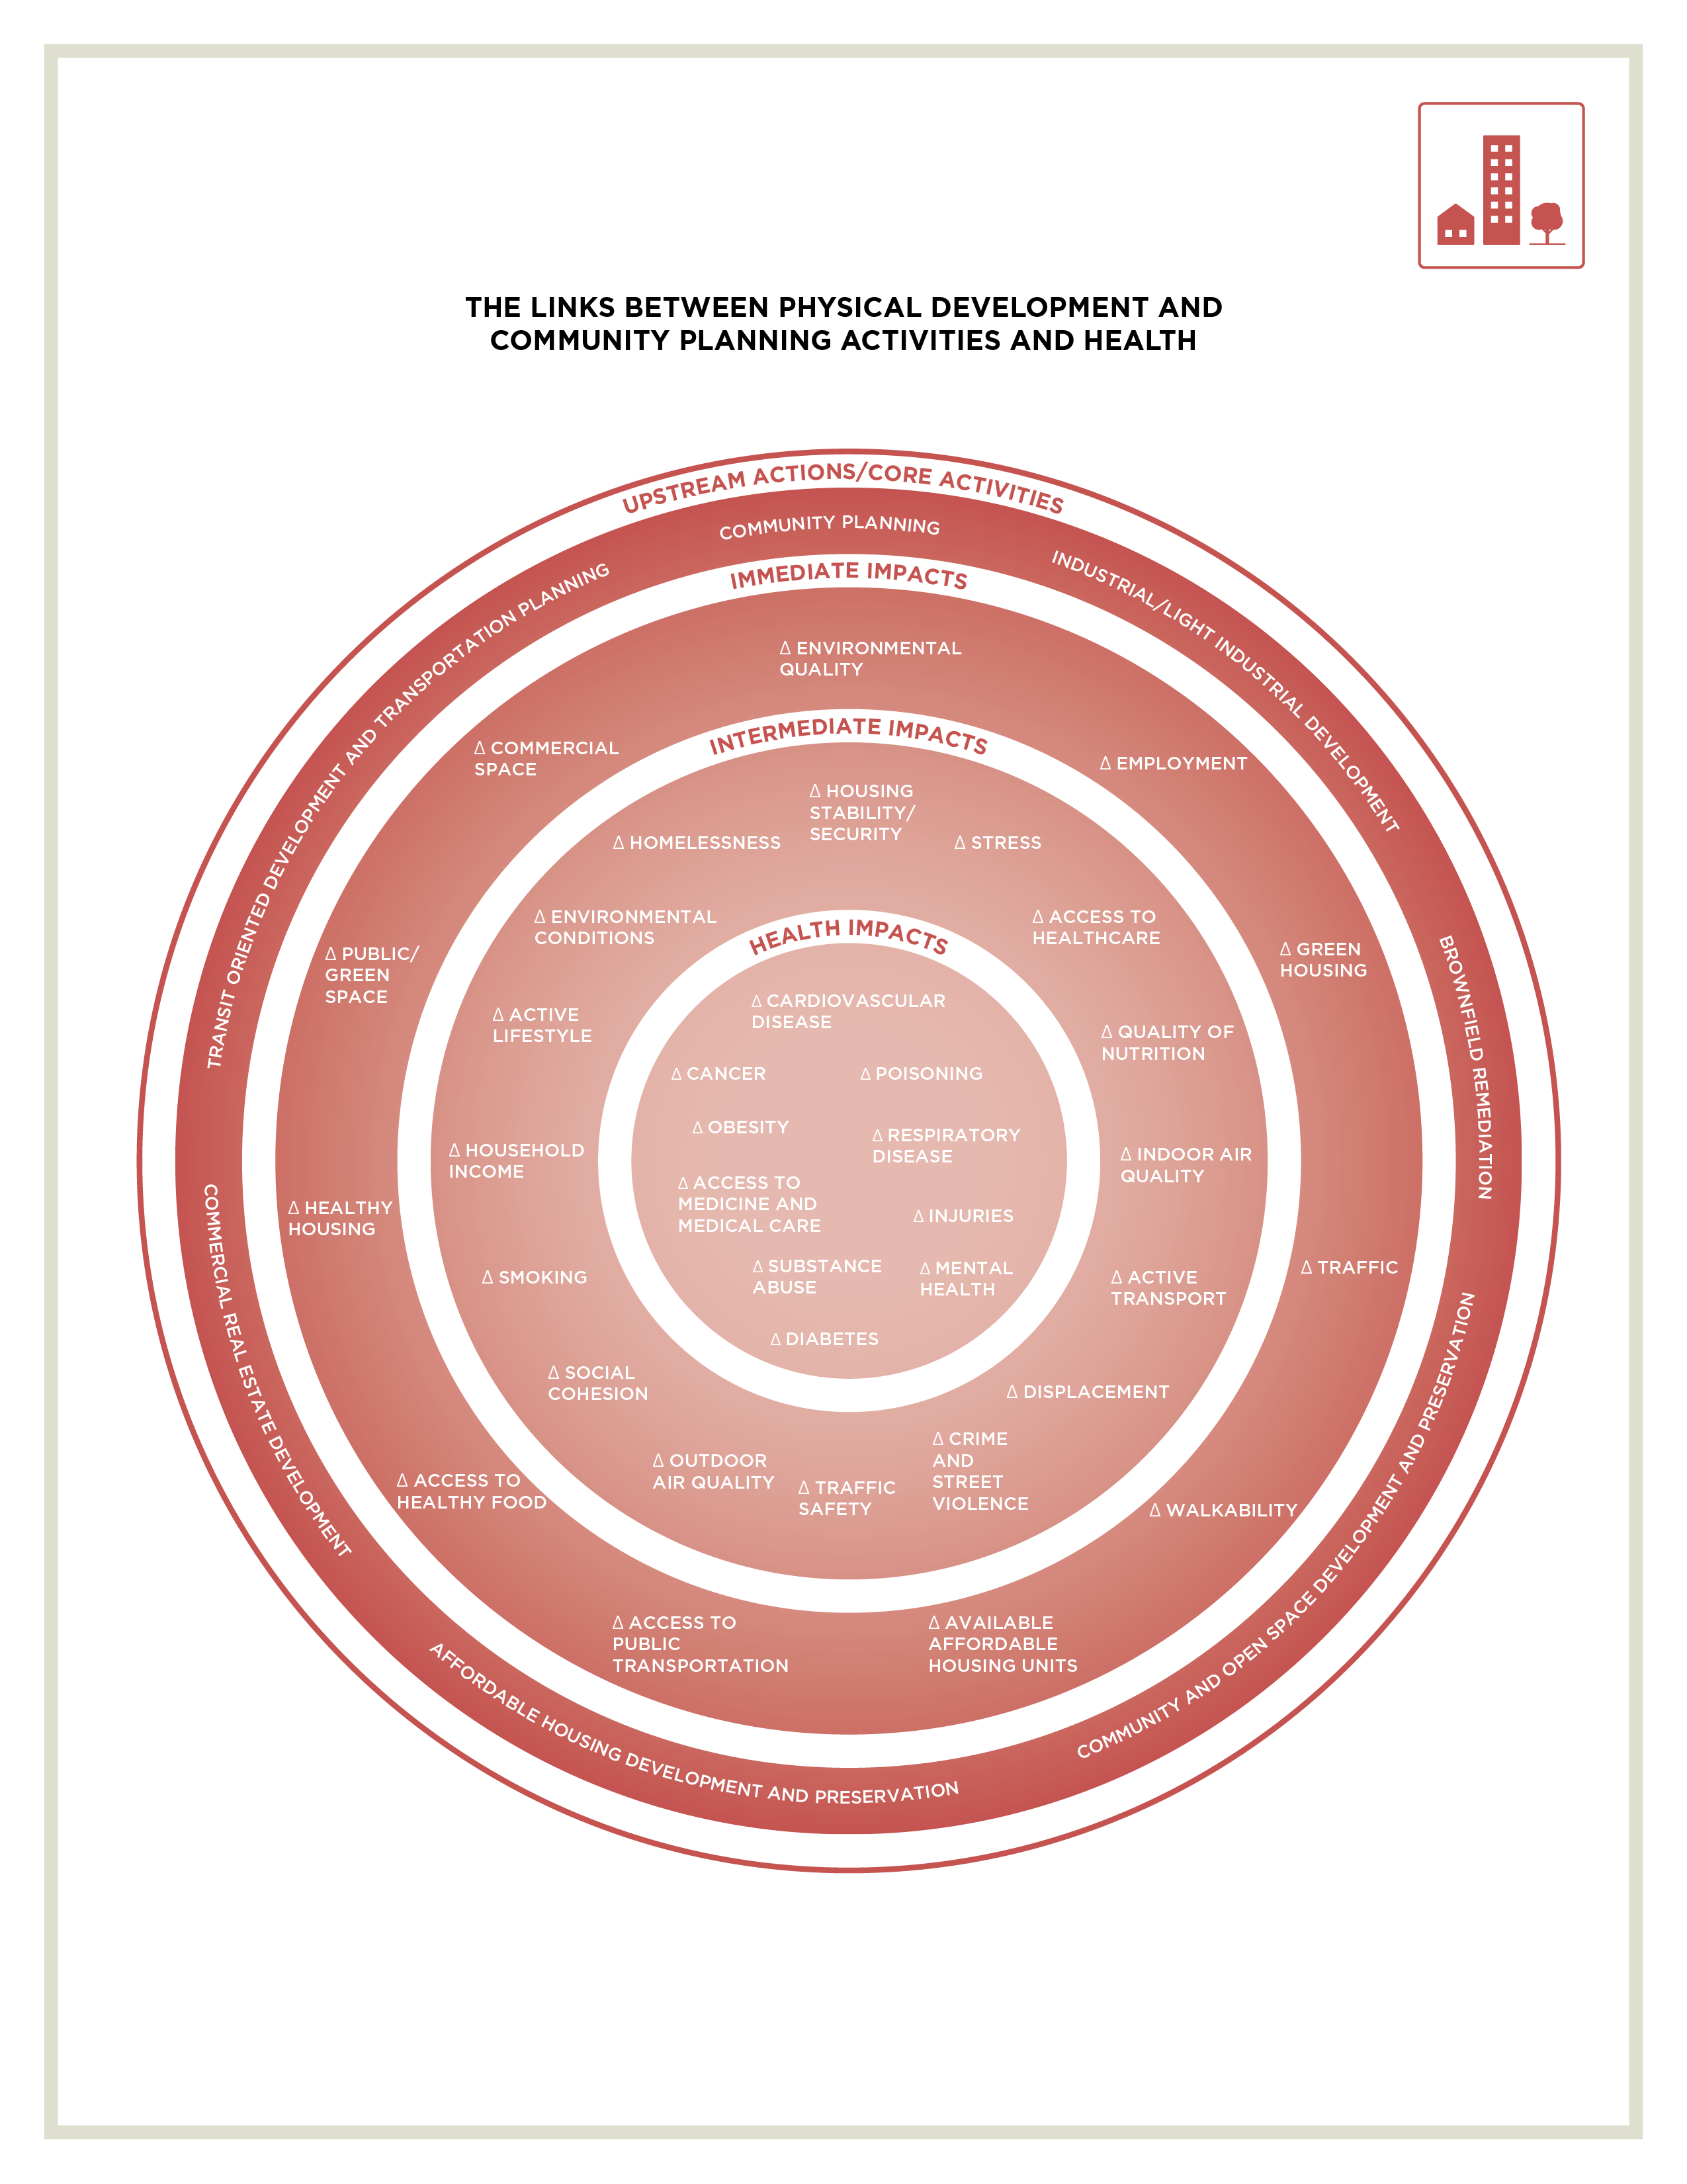 THE LINKS BETWEEN PHYSICAL DEVELOPMENT AND
COMMUNITY PLANNING ACTIVITIES AND HEALTH
UPSTREAM ACTIONS/CORE ACTIVITIES
COMMUNITY PLANNING
INDUSTRIAL/LIGHT INDUSTRIAL DEVELOPMENT
BROWNFIELD REMEDIATION
COMMUNITY AND OPEN SPACE DEVELOPMENT AND PRESERVATION
AFFORDABLE HOUSING DEVELOPMENT AND PRESERVATION
COMMERCIAL REAL ESTATE DEVELOPMENT
TRANSIT ORIENTED DEVELOPMENT AND TRANSPORTATION PLANNING
IMMEDIATE IMPACTS
Δ ENVIRONMENTAL
QUALITY
Δ EMPLOYMENT
Δ GREEN
HOUSING
Δ TRAFFIC
Δ WALKABILITY
Δ AVAILABLE
AFFORDABLE
HOUSING UNITS
Δ ACCESS TO
PUBLIC
TRANSPORTATION
Δ ACCESS TO
HEALTHY FOOD
Δ HEALTHY
HOUSING
Δ PUBLIC/
GREEN
SPACE
Δ COMMERCIAL
SPACE
INTERMEDIATE IMPACTS
Δ HOUSING
STABILITY/
SECURITY
Δ STRESS
Δ ACCESS TO
HEALTHCARE
Δ QUALITY OF
NUTRITION
Δ INDOOR AIR
QUALITY
Δ ACTIVE
TRANSPORT
Δ DISPLACEMENT
Δ CRIME
AND
STREET
VIOLENCE
Δ TRAFFIC
SAFETY
Δ OUTDOOR
AIR QUALITY
Δ SOCIAL
COHESION
Δ SMOKING
Δ HOUSEHOLD
INCOME
Δ ACTIVE
LIFESTYLE
Δ ENVIRONMENTAL
CONDITIONS
Δ HOMELESSNESS
HEALTH IMPACTS
Δ CARDIOVASCULAR
DISEASE
Δ CANCER
Δ POISONING
Δ OBESITY
Δ RESPIRATORY
DISEASE
Δ ACCESS TO
MEDICINE AND
MEDICAL CARE
Δ INJURIES
Δ SUBSTANCE
ABUSE
Δ MENTAL
HEALTH
Δ DIABETES